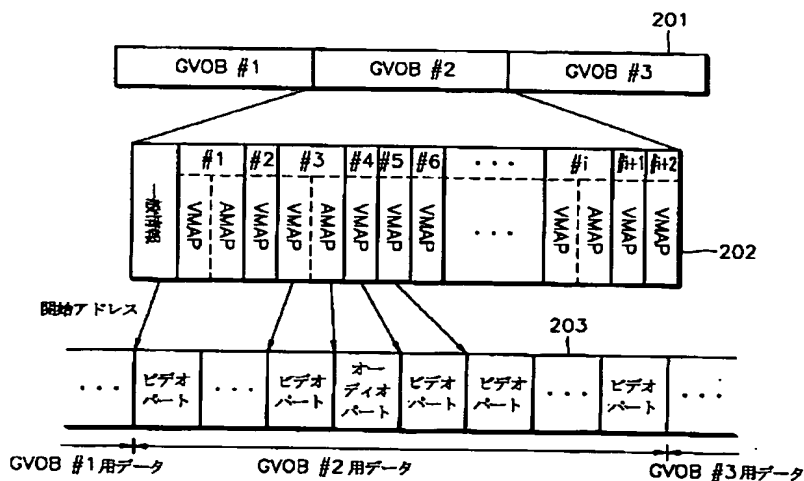 201
GVOB #1 GVOB #2 GVOB #3
#1 #2 #3 #4 #5 #6 ... #i #i+1 #i+2
一般情報 VMAP AMAP VMAP VMAP AMAP VMAP VMAP VMAP ... VMAP AMAP VMAP VMAP
202
開始アドレス
203
... ビデオパート ... ビデオパート オーディオパート ビデオパート ビデオパート ... ビデオパート ...
GVOB #1用データ GVOB #2用データ GVOB #3用データ